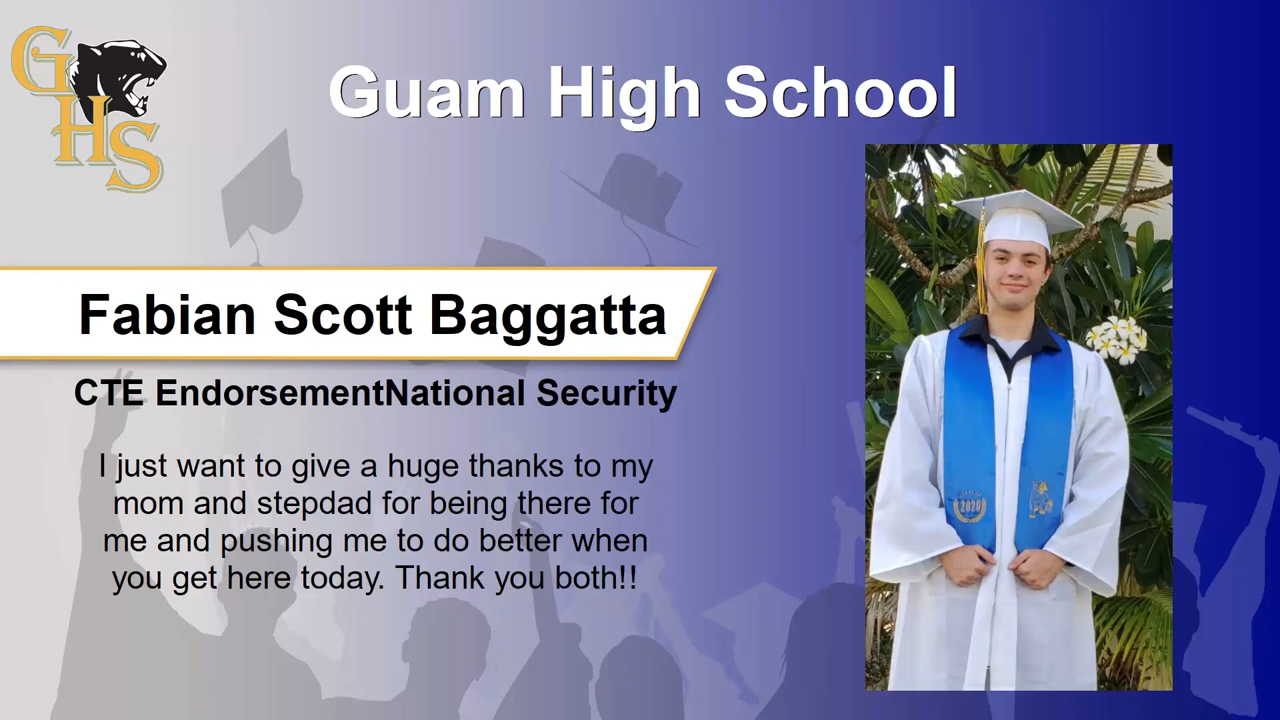 GHS
Guam High School
Fabian Scott Baggatta
CTE EndorsementNational Security
I just want to give a huge thanks to my
mom and stepdad for being there for
me and pushing me to do better when
you get here today. Thank you both!!
2020